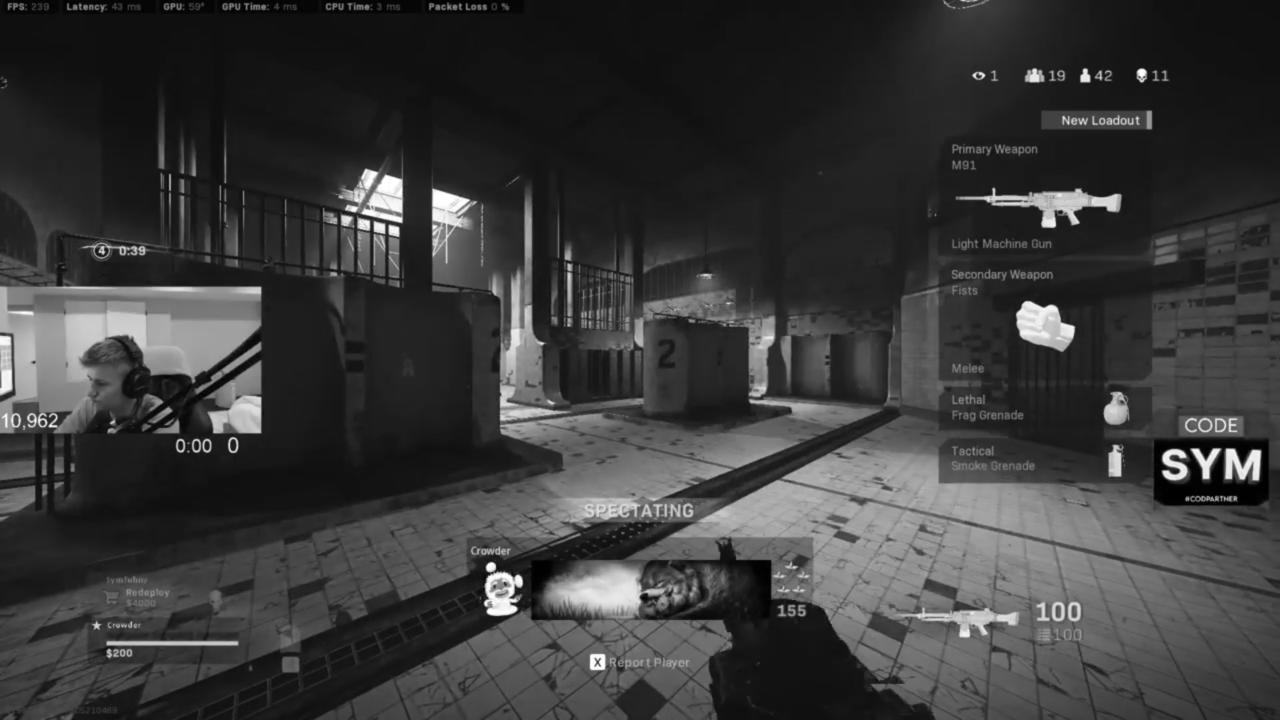 FPS: 239 Latency: 43 ms GPU: 59° GPU Time: 4 ms CPU Time: 3 ms Packet Loss 0 %
1 19 42 11
New Loadout
Primary Weapon
M91
Light Machine Gun
Secondary Weapon
Fists
Melee
Lethal
Frag Grenade
Tactical
Smoke Grenade
4 0:39
10,962
0:00 0
2
CODE
SYM
#CODPARTNER
SPECTATING
Crowder
155
X Report Player
Symfuhny
Redeploy
$4000
Crowder
$200
100
100